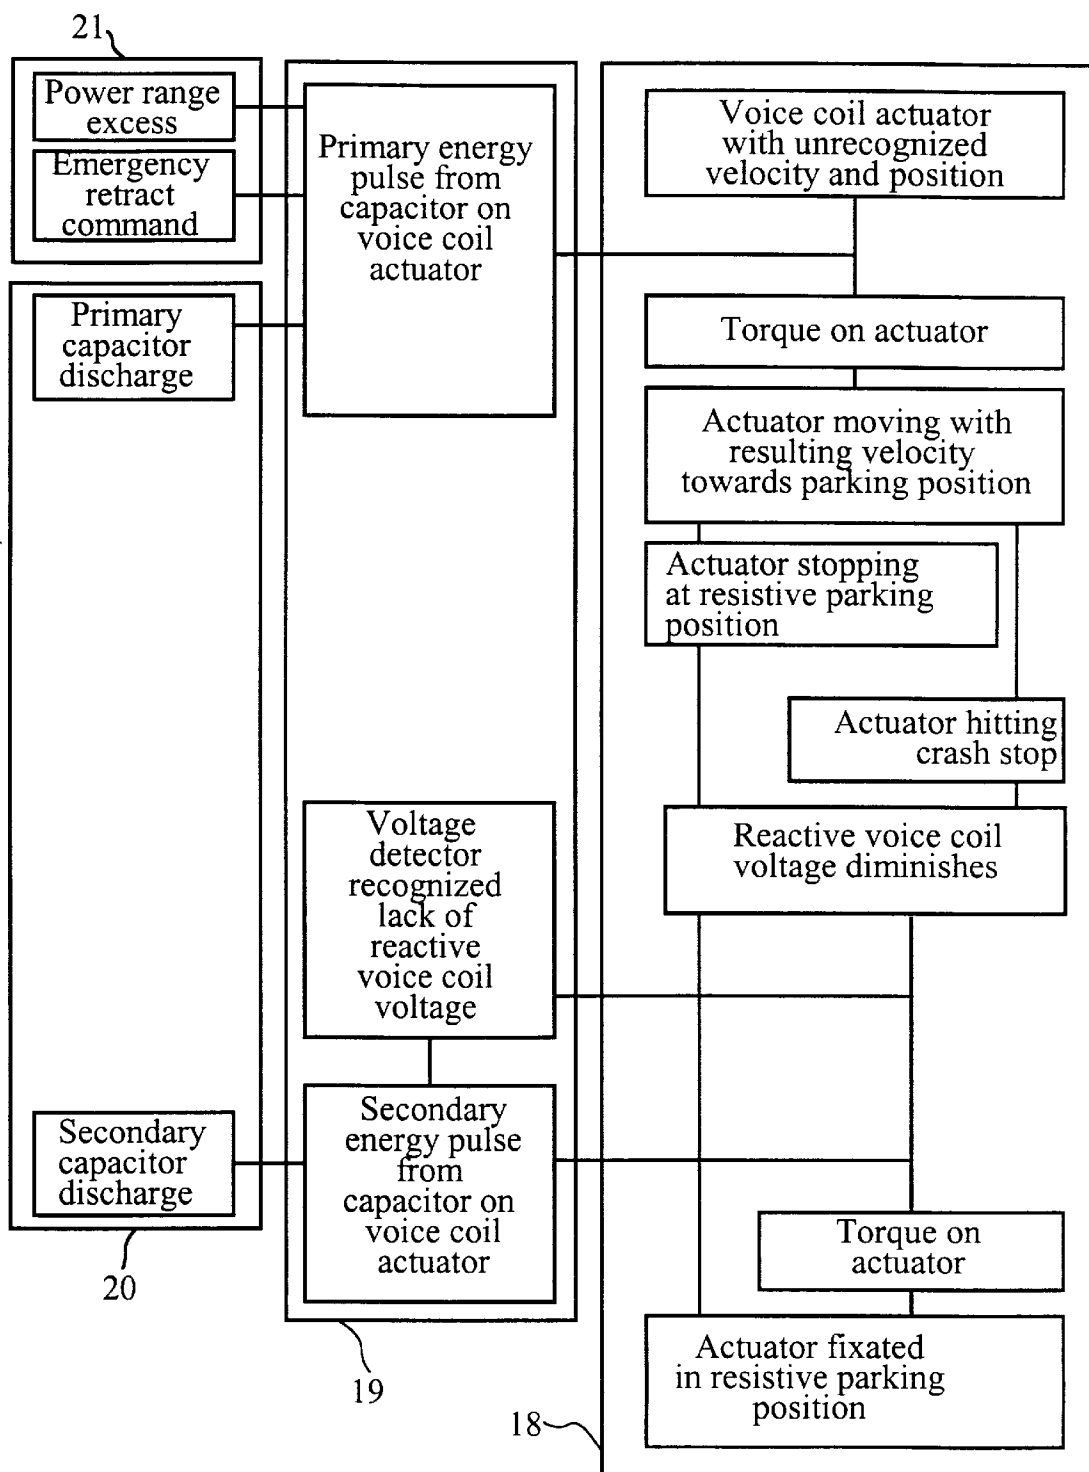 21
Power range
excess
Emergency
retract
command
Primary
capacitor
discharge
Secondary
capacitor
discharge
20
Primary energy
pulse from
capacitor on
voice coil
actuator
Voltage
detector
recognized
lack of
reactive
voice coil
voltage
Secondary
energy pulse
from
capacitor on
voice coil
actuator
19
Voice coil actuator
with unrecognized
velocity and position
Torque on actuator
Actuator moving with
resulting velocity
towards parking position
Actuator stopping
at resistive parking
position
Actuator hitting
crash stop
Reactive voice coil
voltage diminishes
Torque on
actuator
Actuator fixated
in resistive parking
position
18